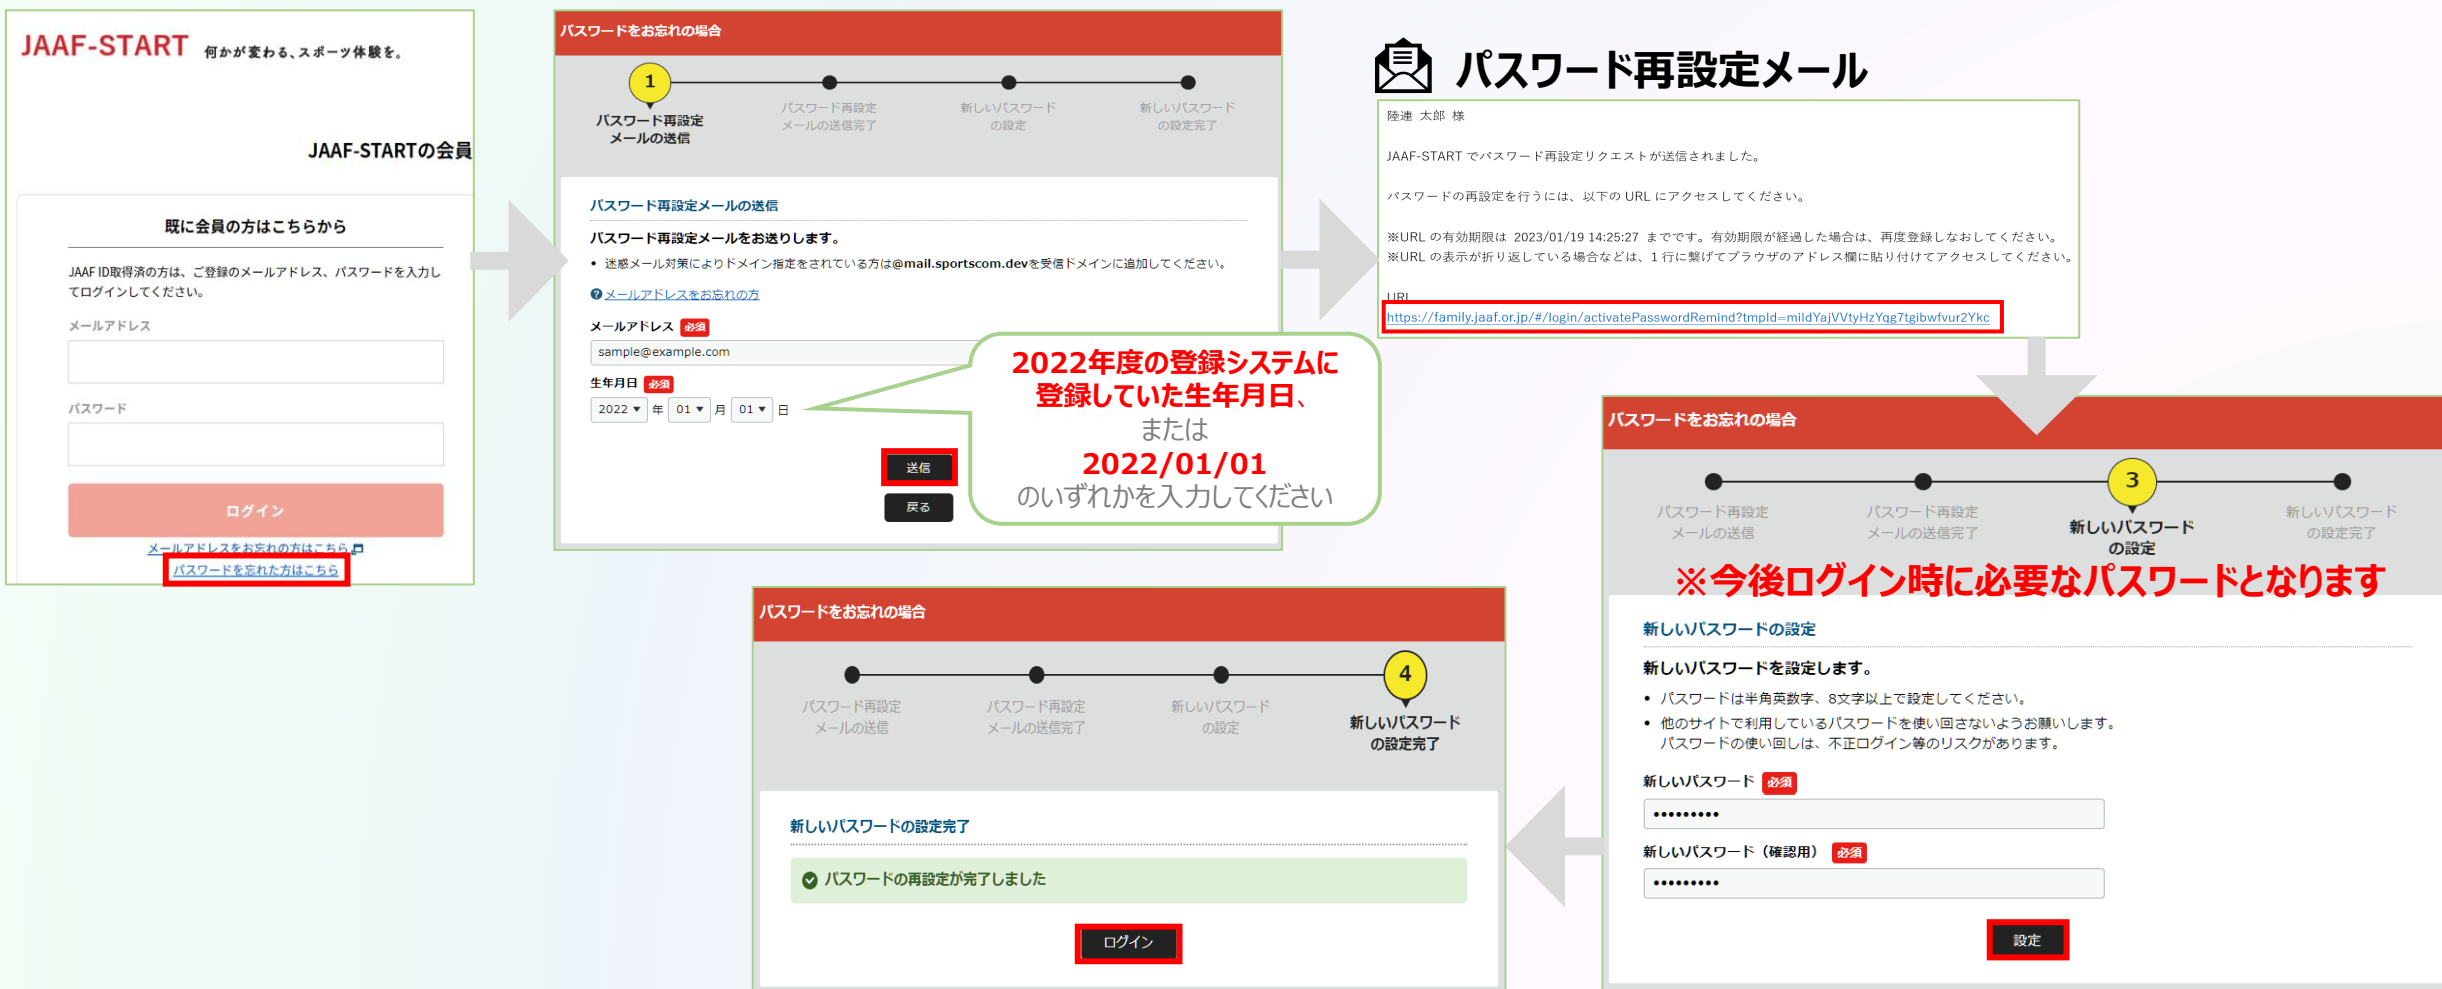 JAAF-START 何かが変わる、スポーツ体験を。
JAAF-STARTの会員
既に会員の方はこちらから
JAAF ID取得済の方は、ご登録のメールアドレス、パスワードを入力し
てログインしてください。
メールアドレス
パスワード
ログイン
メールアドレスをお忘れの方はこちら
パスワードを忘れた方はこちら
パスワードをお忘れの場合
1
パスワード再設定
メールの送信
パスワード再設定
メールの送信完了
新しいパスワード
の設定
新しいパスワード
の設定完了
パスワード再設定メールの送信
パスワード再設定メールをお送りします。
• 迷惑メール対策によりドメイン指定をされている方は@mail.sportscom.devを受信ドメインに追加してください。
?メールアドレスをお忘れの方
メールアドレス 必須
sample@example.com
生年月日 必須
2022 ▼ 年 01 ▼ 月 01 ▼ 日
送信
戻る
2022年度の登録システムに
登録していた生年月日、
または
2022/01/01
のいずれかを入力してください
パスワード再設定メール
陸連 太郎 様
JAAF-START でパスワード再設定リクエストが送信されました。
パスワードの再設定を行うには、以下の URL にアクセスしてください。
※URL の有効期限は 2023/01/19 14:25:27 までです。有効期限が経過した場合は、再度登録しなおしてください。
※URL の表示が折り返している場合などは、1 行に繋げてブラウザのアドレス欄に貼り付けてアクセスしてください。
URL
https://family.jaaf.or.jp/#/login/activatePasswordRemind?tmpId=mildYajVVtyHzYqg7tgibwfvur2Ykc
パスワードをお忘れの場合
パスワード再設定
メールの送信
パスワード再設定
メールの送信完了
3
新しいパスワード
の設定
新しいパスワード
の設定完了
※今後ログイン時に必要なパスワードとなります
新しいパスワードの設定
新しいパスワードを設定します。
• パスワードは半角英数字、8文字以上で設定してください。
• 他のサイトで利用しているパスワードを使い回さないようお願いします。
パスワードの使い回しは、不正ログイン等のリスクがあります。
新しいパスワード 必須
•••••••••
新しいパスワード（確認用） 必須
•••••••••
設定
パスワードをお忘れの場合
パスワード再設定
メールの送信
パスワード再設定
メールの送信完了
新しいパスワード
の設定
4
新しいパスワード
の設定完了
新しいパスワードの設定完了
パスワードの再設定が完了しました
ログイン